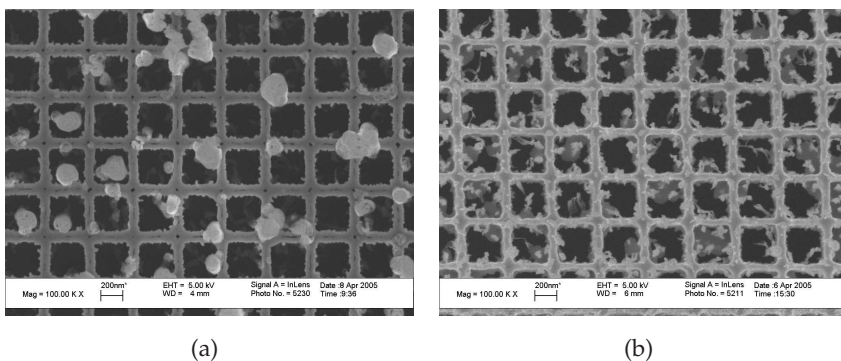 Mag = 100.00 K X
200nm*
EHT = 5.00 kV
WD = 4 mm
Signal A = InLens
Photo No. = 5230
Date :8 Apr 2005
Time :9:36
Mag = 100.00 K X
200nm*
EHT = 5.00 kV
WD = 6 mm
Signal A = InLens
Photo No. = 5211
Date :6 Apr 2005
Time :15:30
(a)
(b)